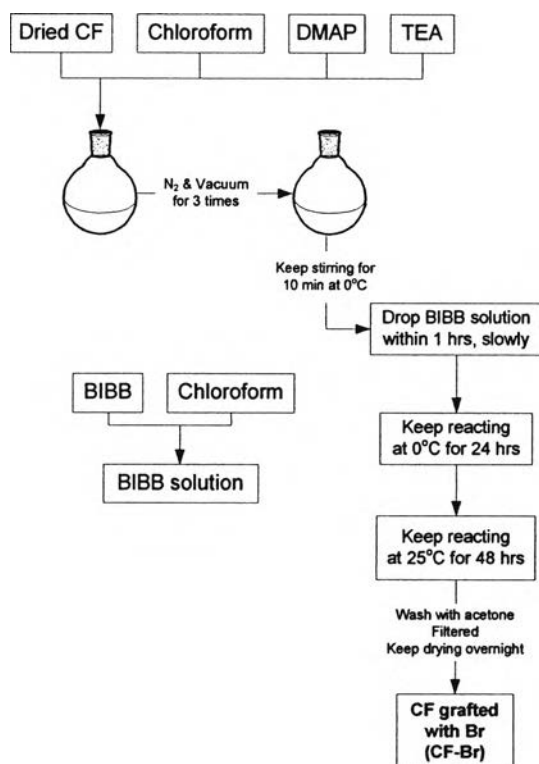 Dried CF
Chloroform
DMAP
TEA
N₂ & Vacuum
for 3 times
Keep stirring for
10 min at 0°C
Drop BIBB solution
within 1 hrs, slowly
BIBB
Chloroform
BIBB solution
Keep reacting
at 0°C for 24 hrs
Keep reacting
at 25°C for 48 hrs
Wash with acetone
Filtered
Keep drying overnight
CF grafted
with Br
(CF-Br)